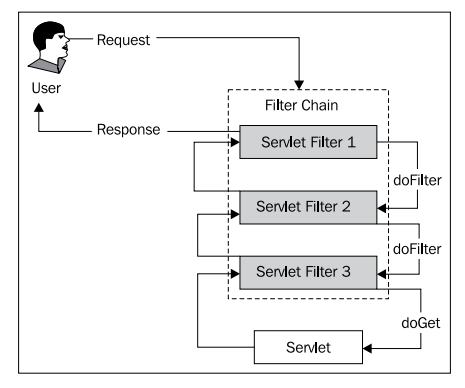 Request
User
Filter Chain
Response
Servlet Filter 1
doFilter
Servlet Filter 2
doFilter
Servlet Filter 3
doGet
Servlet